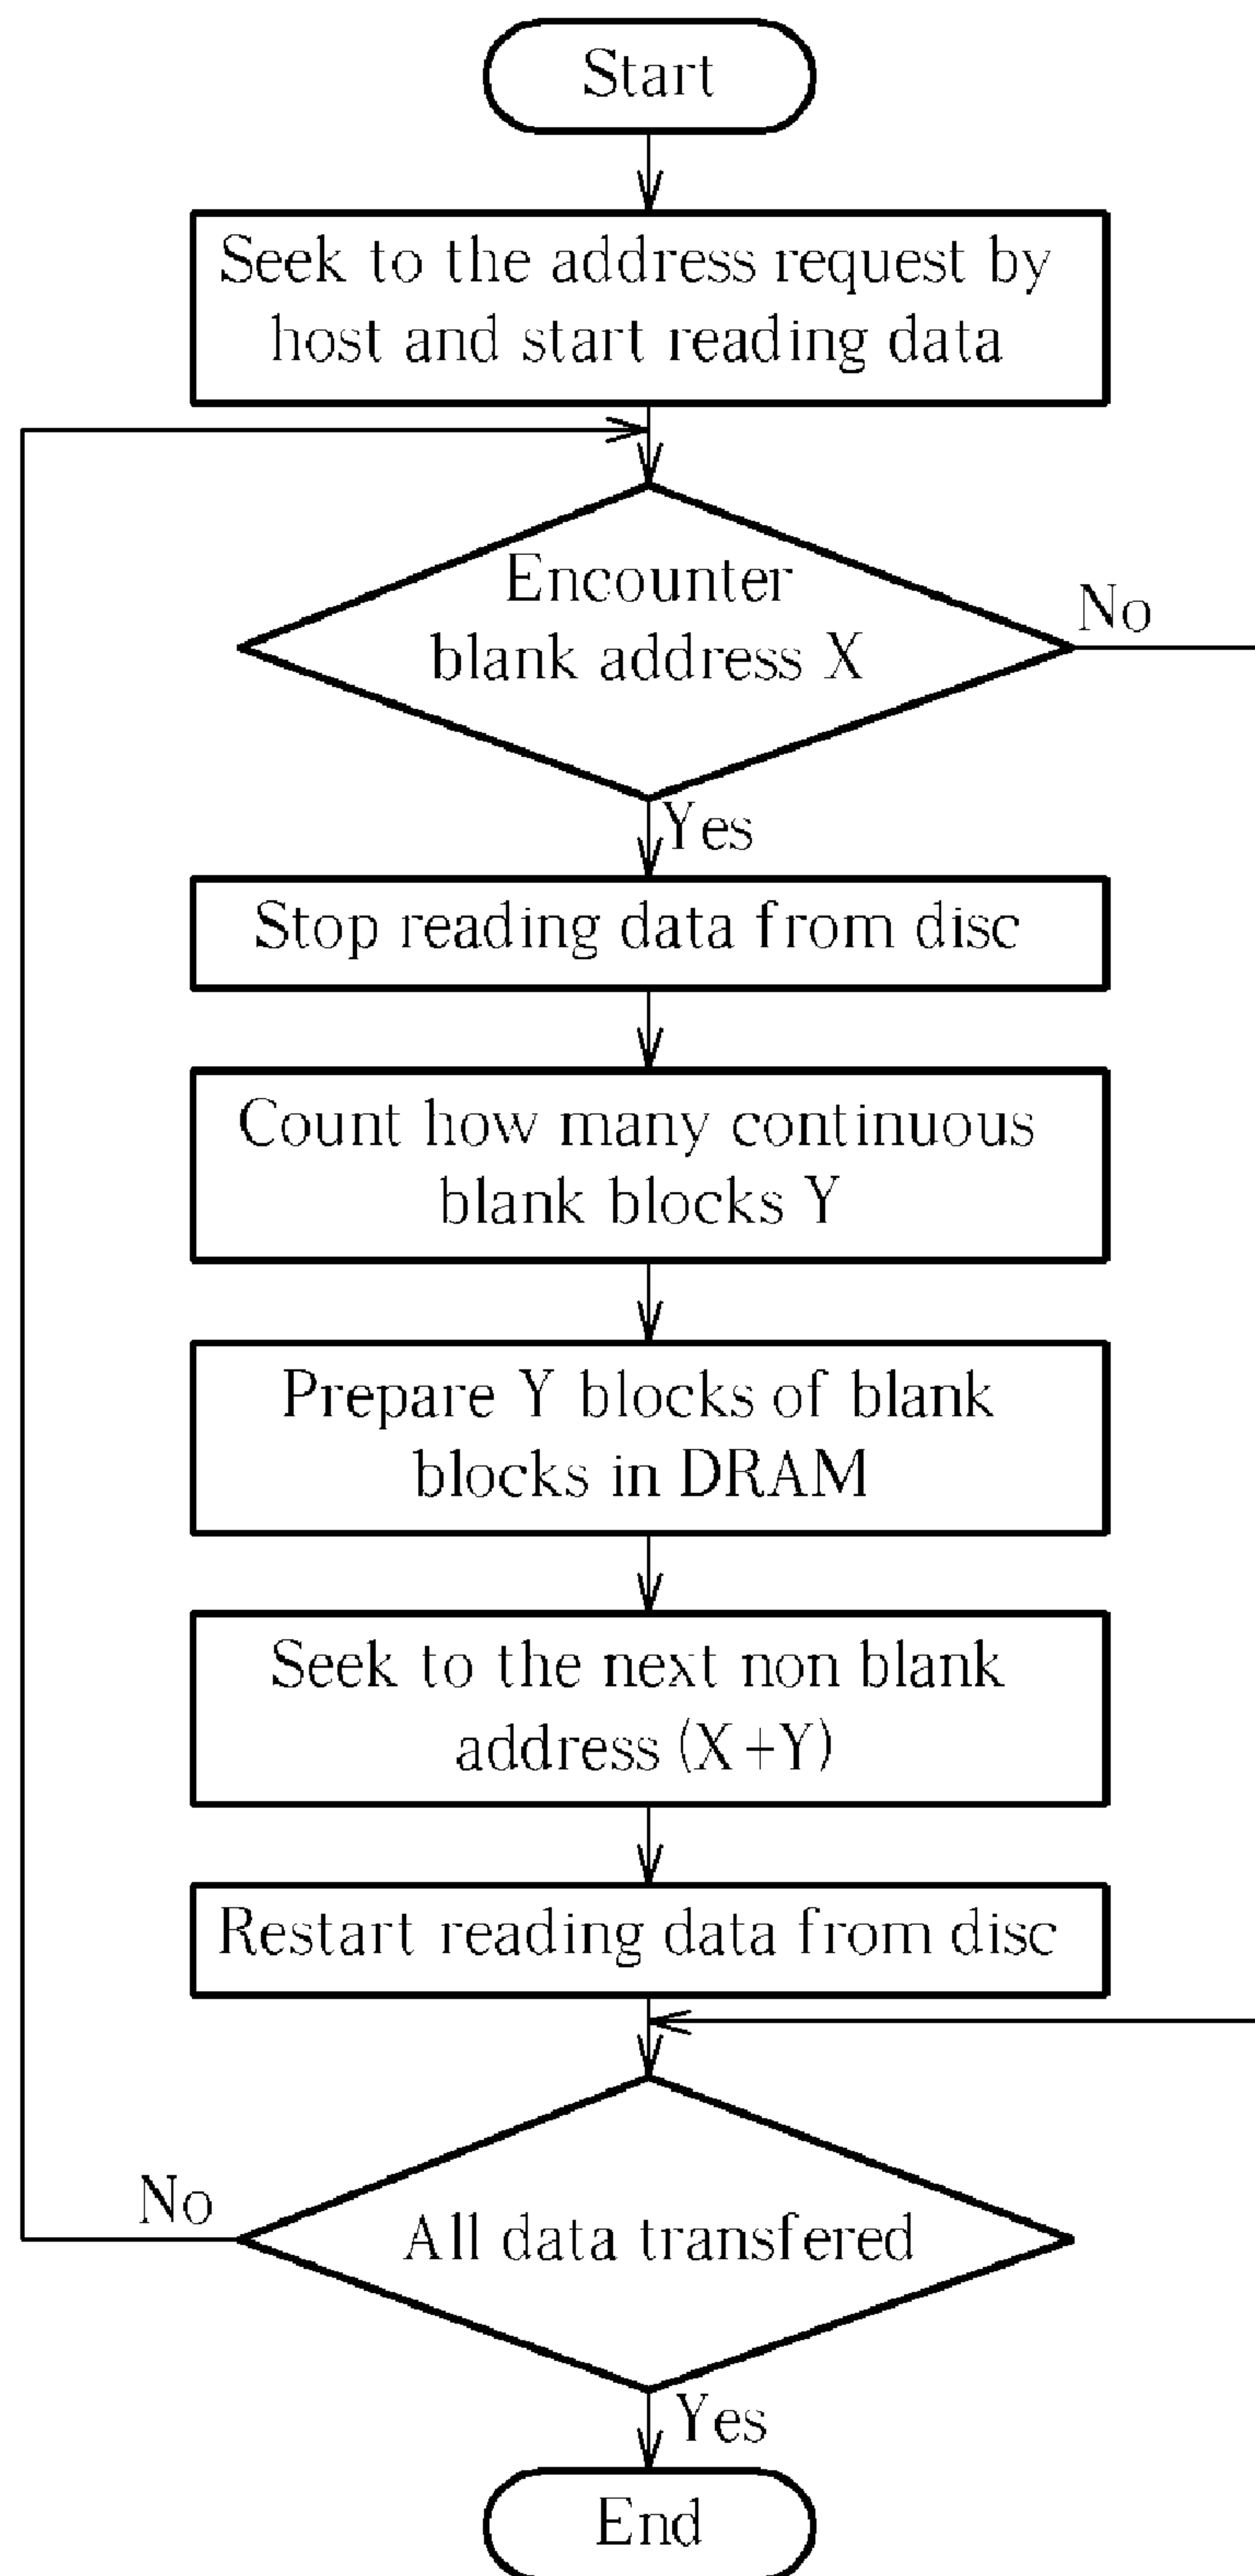 Start
Seek to the address request by
host and start reading data
Encounter
blank address X
No
Yes
Stop reading data from disc
Count how many continuous
blank blocks Y
Prepare Y blocks of blank
blocks in DRAM
Seek to the next non blank
address (X+Y)
Restart reading data from disc
No
All data transfered
Yes
End